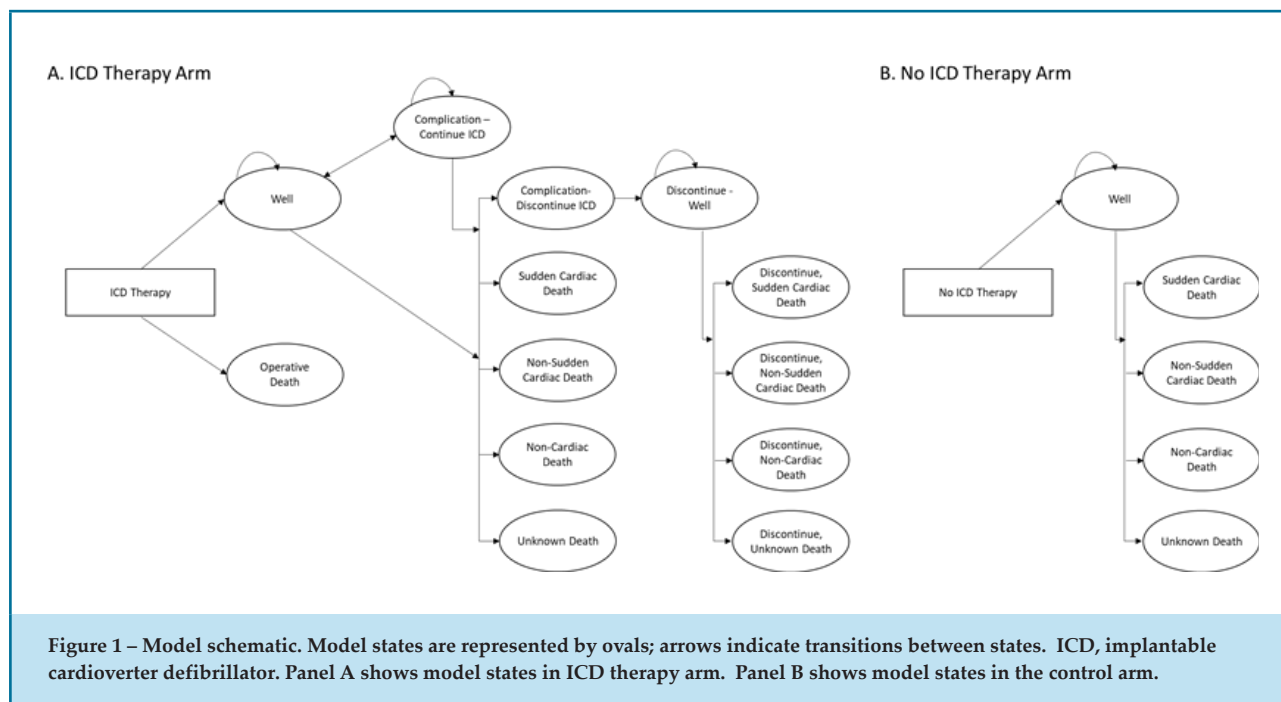 A. ICD Therapy Arm
Complication –
Continue ICD
Well
Complication-
Discontinue ICD
Discontinue -
Well
ICD Therapy
Sudden Cardiac
Death
Discontinue,
Sudden Cardiac
Death
Operative
Death
Non-Sudden
Cardiac Death
Discontinue,
Non-Sudden
Cardiac Death
Non-Cardiac
Death
Discontinue,
Non-Cardiac
Death
Unknown Death
Discontinue,
Unknown Death
B. No ICD Therapy Arm
Well
No ICD Therapy
Sudden Cardiac
Death
Non-Sudden
Cardiac Death
Non-Cardiac
Death
Unknown Death
Figure 1 – Model schematic. Model states are represented by ovals; arrows indicate transitions between states. ICD, implantable
cardioverter defibrillator. Panel A shows model states in ICD therapy arm. Panel B shows model states in the control arm.